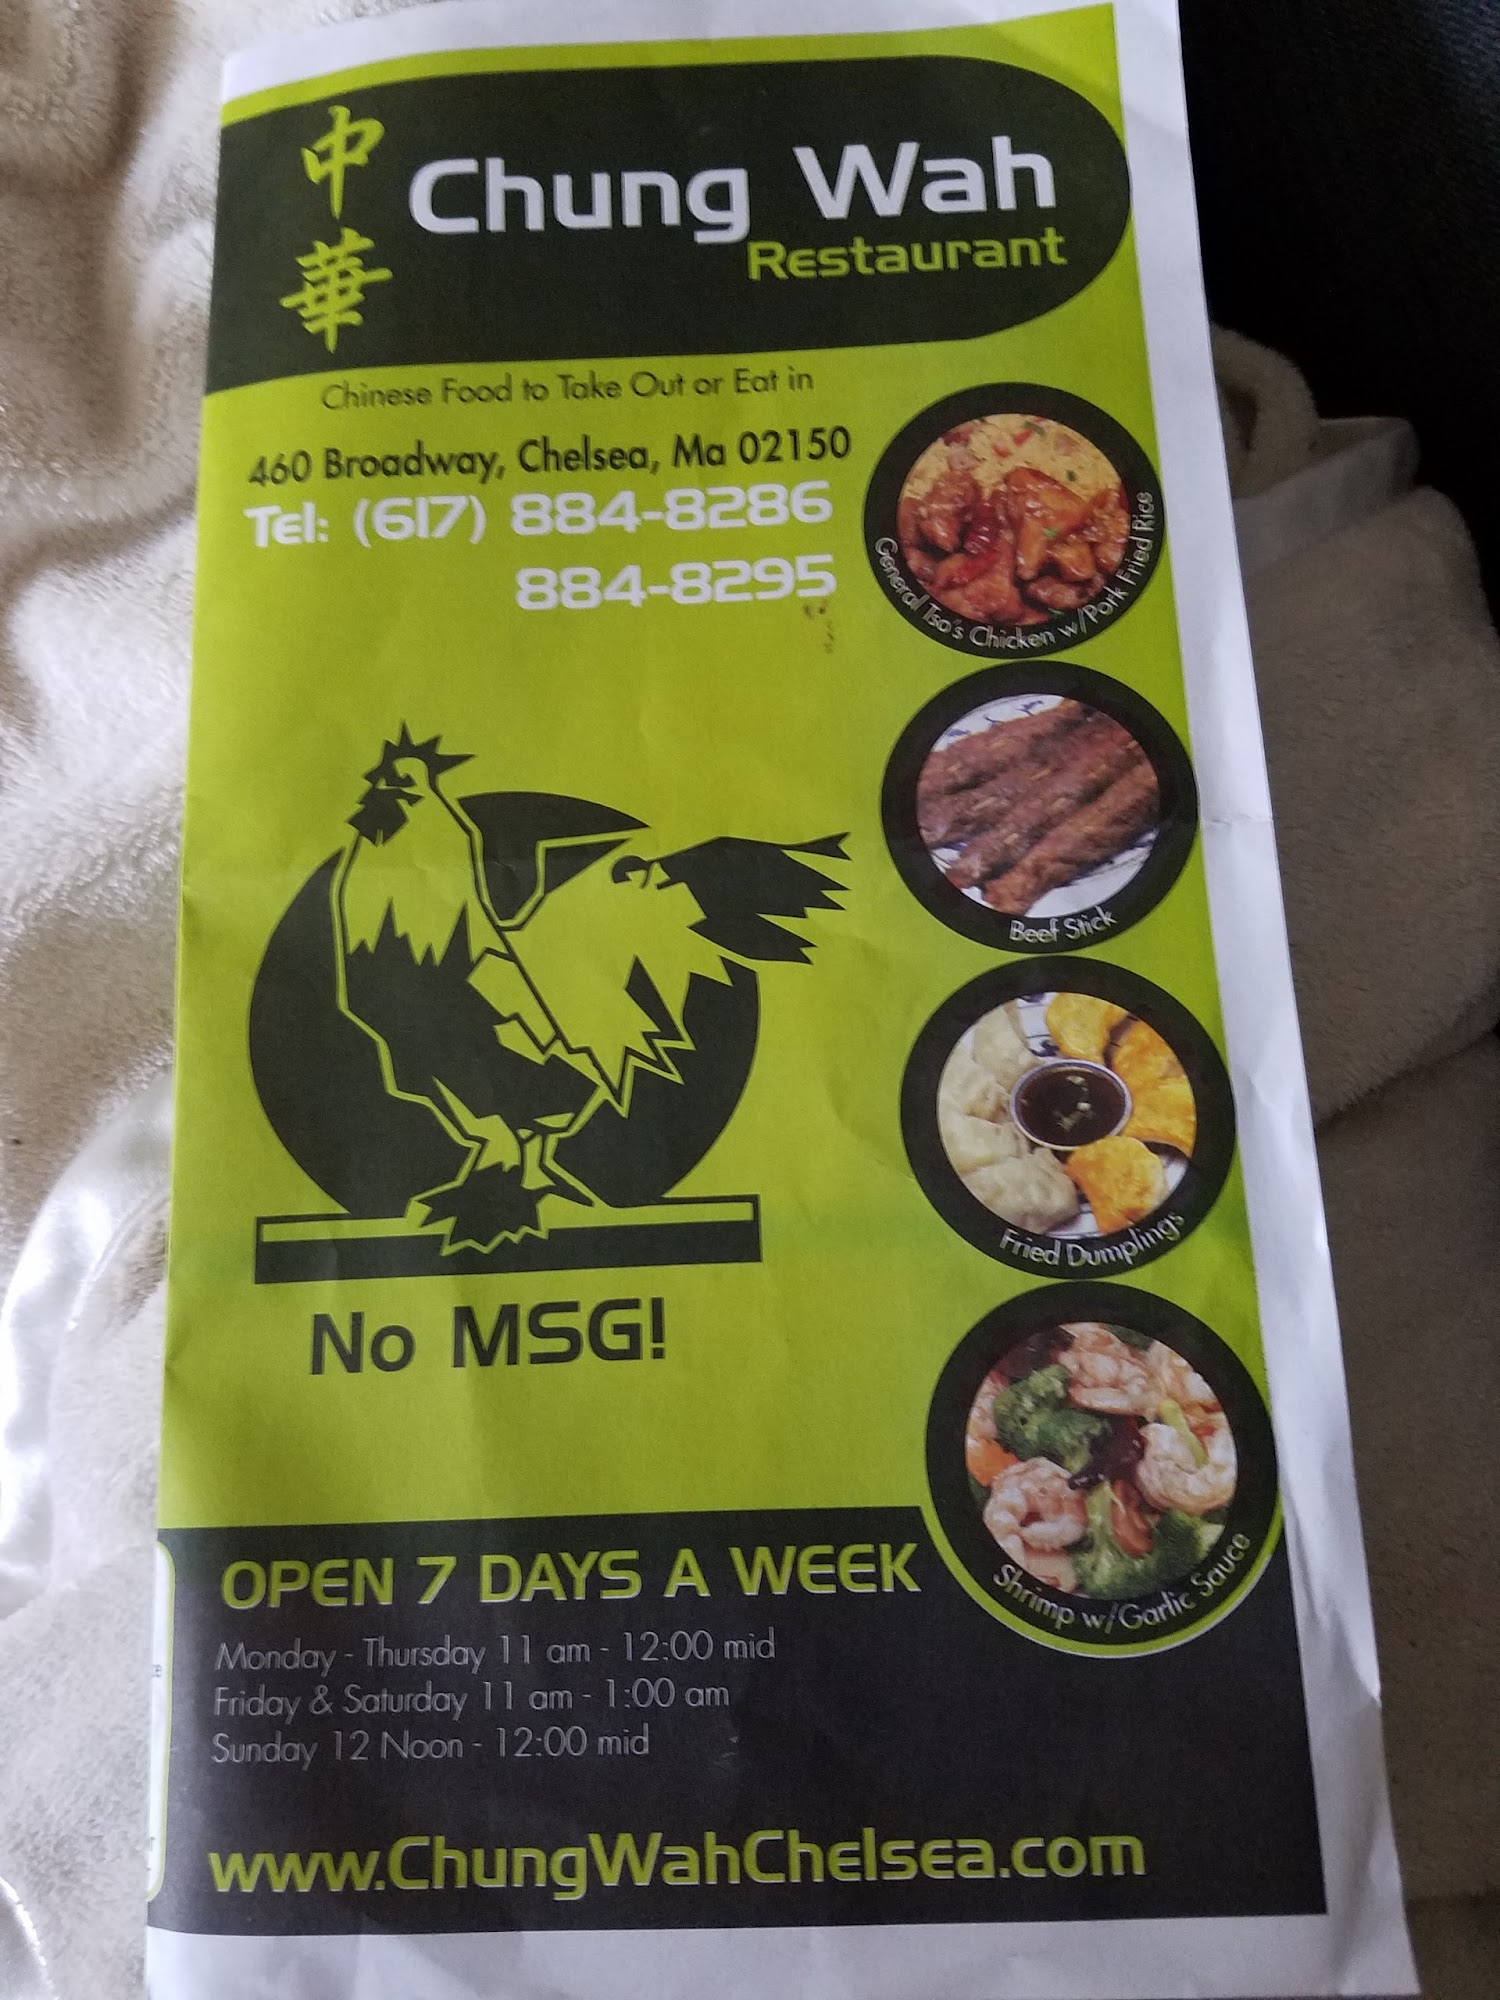 中
華
Chung Wah
Restaurant
Chinese Food to Take Out or Eat in
460 Broadway, Chelsea, Ma 02150
Tel: (617) 884-8286
884-8295
General Tso's Chicken w/Pork Fried Rice
Beef Stick
Fried Dumplings
Shrimp w/Garlic Sauce
No MSG!
OPEN 7 DAYS A WEEK
Monday - Thursday 11 am - 12:00 mid
Friday & Saturday 11 am - 1:00 am
Sunday 12 Noon - 12:00 mid
www.ChungWahChelsea.com